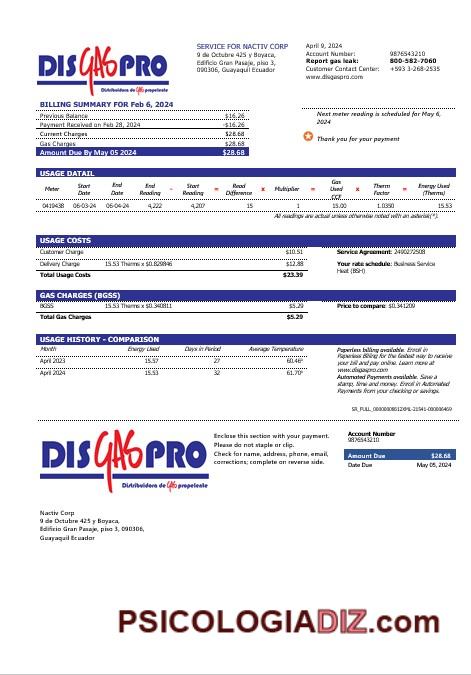 DISGASPRO
Distribuidora de Gas propelente
SERVICE FOR NACTIV CORP
9 de Octubre 425 y Boyaca,
Edificio Gran Pasaje, piso 3,
090306, Guayaquil Ecuador
April 9, 2024
Account Number: 9876543210
Report gas leak: 800-582-7060
Customer Contact Center: +593 3-268-2535
www.disgaspro.com
BILLING SUMMARY FOR Feb 6, 2024
Previous Balance $16.26
Payment Received on Feb 28, 2024 -$16.26
Current Charges $28.68
Gas Charges $28.68
Amount Due By May 05 2024 $28.68
Next meter reading is scheduled for May 6,
2024
Thank you for your payment
USAGE DATAIL
Meter Start Date End Date End Reading - Start Reading = Read Difference x Multiplier = Gas Used CCF x Therm Factor = Energy Used (Therms)
0419438 06-03-24 06-04-24 4,222 4,207 15 1 15.00 1.0350 15.53
All readings are actual unless otherwise noted with an asterisk(*).
USAGE COSTS
Customer Charge $10.51
Delivery Charge 15.53 Therms x $0.829846 $12.88
Total Usage Costs $23.39
Service Agreement: 2490272508
Your rate schedule: Business Service
Heat (BSH)
GAS CHARGES (BGSS)
BGSS 15.53 Therms x $0.340811 $5.29
Total Gas Charges $5.29
Price to compare: $0.341209
USAGE HISTORY - COMPARISON
Month Energy Used Days in Period Average Temperature
April 2023 15.57 27 60.46°
April 2024 15.53 32 61.70°
Paperless billing available. Enroll in
Paperless Billing for the fastest way to receive
your bill and pay online. Learn more at
www.disgaspro.com
Automated Payments available. Save a
stamp, time and money. Enroll in Automated
Payments from your checking or savings.
DISGASPRO
Distribuidora de Gas propelente
Enclose this section with your payment.
Please do not staple or clip.
Check for name, address, phone, email,
corrections; complete on reverse side.
Account Number
9876543210
Amount Due $28.68
Date Due May 05, 2024
Nactiv Corp
9 de Octubre 425 y Boyaca,
Edificio Gran Pasaje, piso 3, 090306,
Guayaquil Ecuador
PSICOLOGIADIZ.com